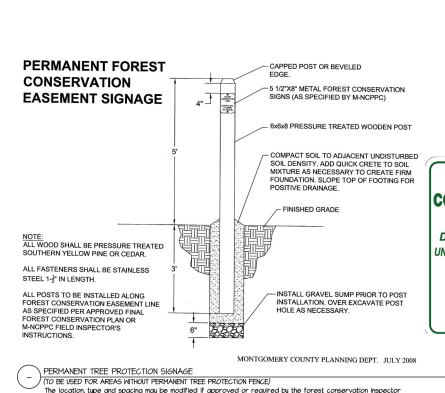 PERMANENT FOREST
CONSERVATION
EASEMENT SIGNAGE
CAPPED POST OR BEVELED
EDGE.
5 1/2"X8" METAL FOREST CONSERVATION
SIGNS (AS SPECIFIED BY M-NCPPC)
4"
6x6x8 PRESSURE TREATED WOODEN POST
5'
COMPACT SOIL TO ADJACENT UNDISTURBED
SOIL DENSITY. ADD QUICK CRETE TO SOIL
MIXTURE AS NECESSARY TO CREATE FIRM
FOUNDATION. SLOPE TOP OF FOOTING FOR
POSITIVE DRAINAGE.
FINISHED GRADE
NOTE:
ALL WOOD SHALL BE PRESSURE TREATED
SOUTHERN YELLOW PINE OR CEDAR.
ALL FASTENERS SHALL BE STAINLESS
STEEL 1-½" IN LENGTH.
3'
ALL POSTS TO BE INSTALLED ALONG
FOREST CONSERVATION EASEMENT LINE
AS SPECIFIED PER APPROVED FINAL
FOREST CONSERVATION PLAN OR
M-NCPPC FIELD INSPECTOR'S
INSTRUCTIONS.
INSTALL GRAVEL SUMP PRIOR TO POST
INSTALLATION. OVER EXCAVATE POST
HOLE AS NECESSARY.
6"
MONTGOMERY COUNTY PLANNING DEPT. JULY 2008
PERMANENT TREE PROTECTION SIGNAGE
(TO BE USED FOR AREAS WITHOUT PERMANENT TREE PROTECTION FENCE)
The location, type and spacing may be modified if approved or required by the forest conservation inspector
CO
D
UN